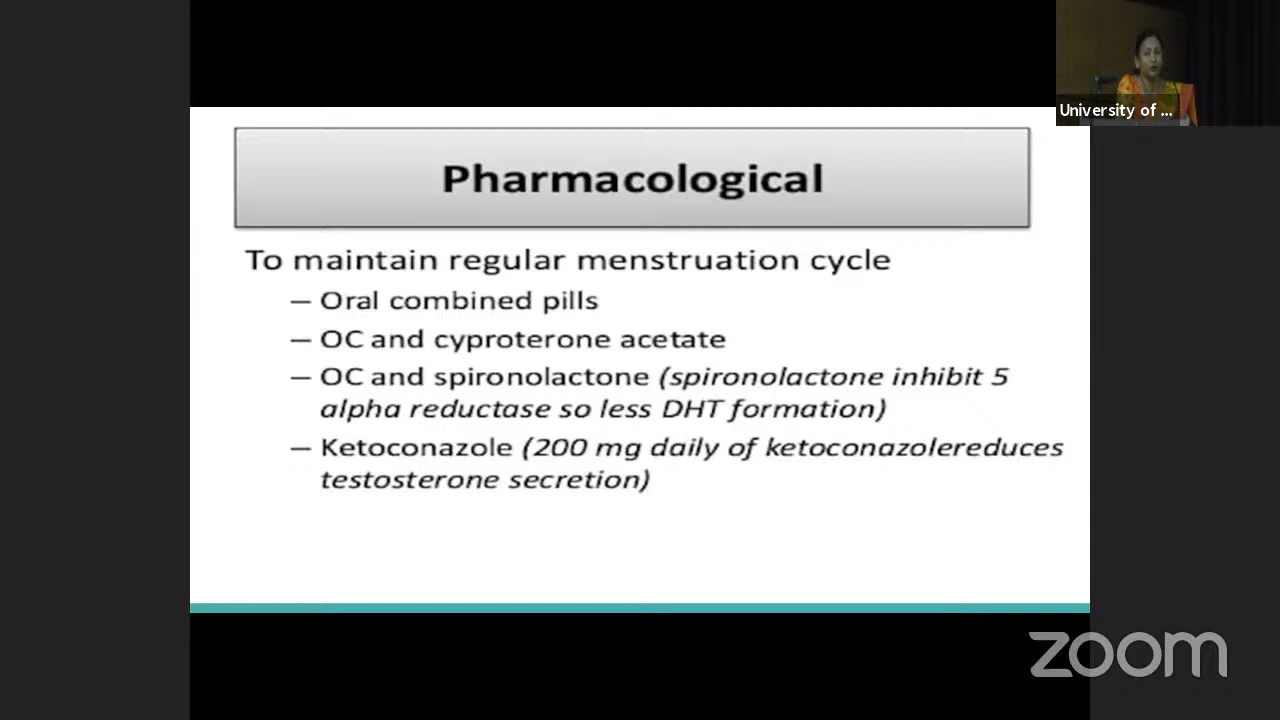 University of ...
Pharmacological
To maintain regular menstruation cycle
– Oral combined pills
– OC and cyproterone acetate
– OC and spironolactone (spironolactone inhibit 5
alpha reductase so less DHT formation)
– Ketoconazole (200 mg daily of ketoconazolereduces
testosterone secretion)
zoom